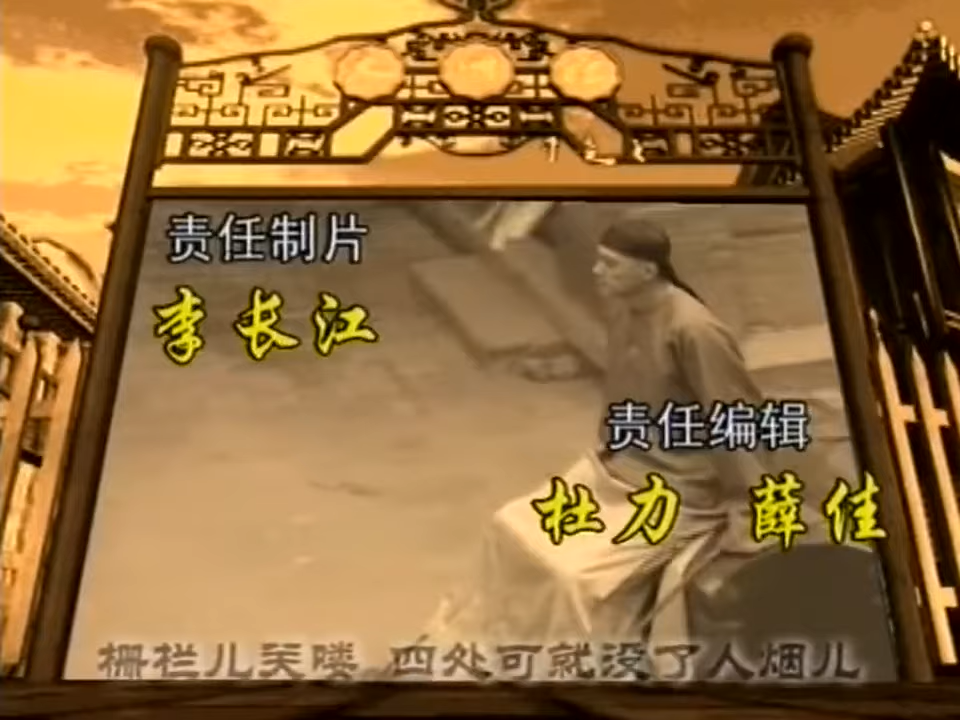 责任制片
李长江
责任编辑
杜力 薛佳
栅栏儿关喽 四处可就没了人烟儿